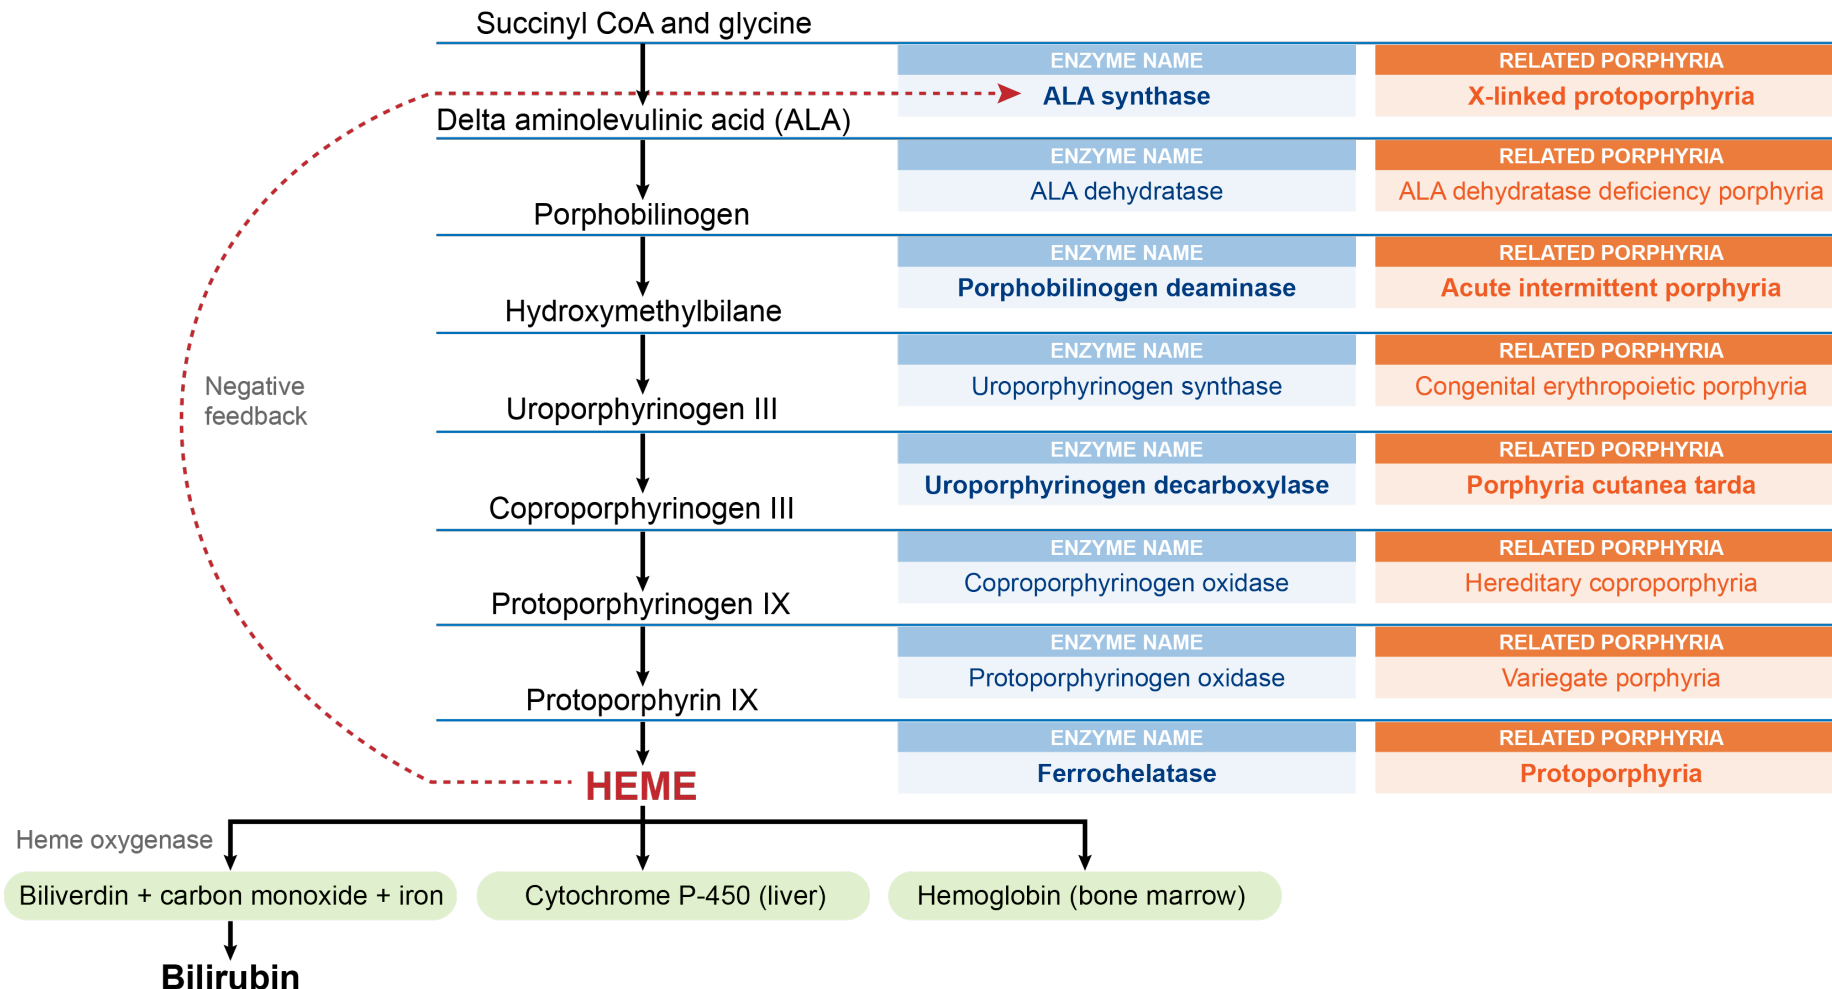 Succinyl CoA and glycine
ENZYME NAME
RELATED PORPHYRIA
ALA synthase
X-linked protoporphyria
Delta aminolevulinic acid (ALA)
ENZYME NAME
RELATED PORPHYRIA
ALA dehydratase
ALA dehydratase deficiency porphyria
Porphobilinogen
ENZYME NAME
RELATED PORPHYRIA
Porphobilinogen deaminase
Acute intermittent porphyria
Hydroxymethylbilane
ENZYME NAME
RELATED PORPHYRIA
Uroporphyrinogen synthase
Congenital erythropoietic porphyria
Negative
feedback
Uroporphyrinogen III
ENZYME NAME
RELATED PORPHYRIA
Uroporphyrinogen decarboxylase
Porphyria cutanea tarda
Coproporphyrinogen III
ENZYME NAME
RELATED PORPHYRIA
Coproporphyrinogen oxidase
Hereditary coproporphyria
Protoporphyrinogen IX
ENZYME NAME
RELATED PORPHYRIA
Protoporphyrinogen oxidase
Variegate porphyria
Protoporphyrin IX
ENZYME NAME
RELATED PORPHYRIA
Ferrochelatase
Protoporphyria
HEME
Heme oxygenase
Biliverdin + carbon monoxide + iron
Cytochrome P-450 (liver)
Hemoglobin (bone marrow)
Bilirubin